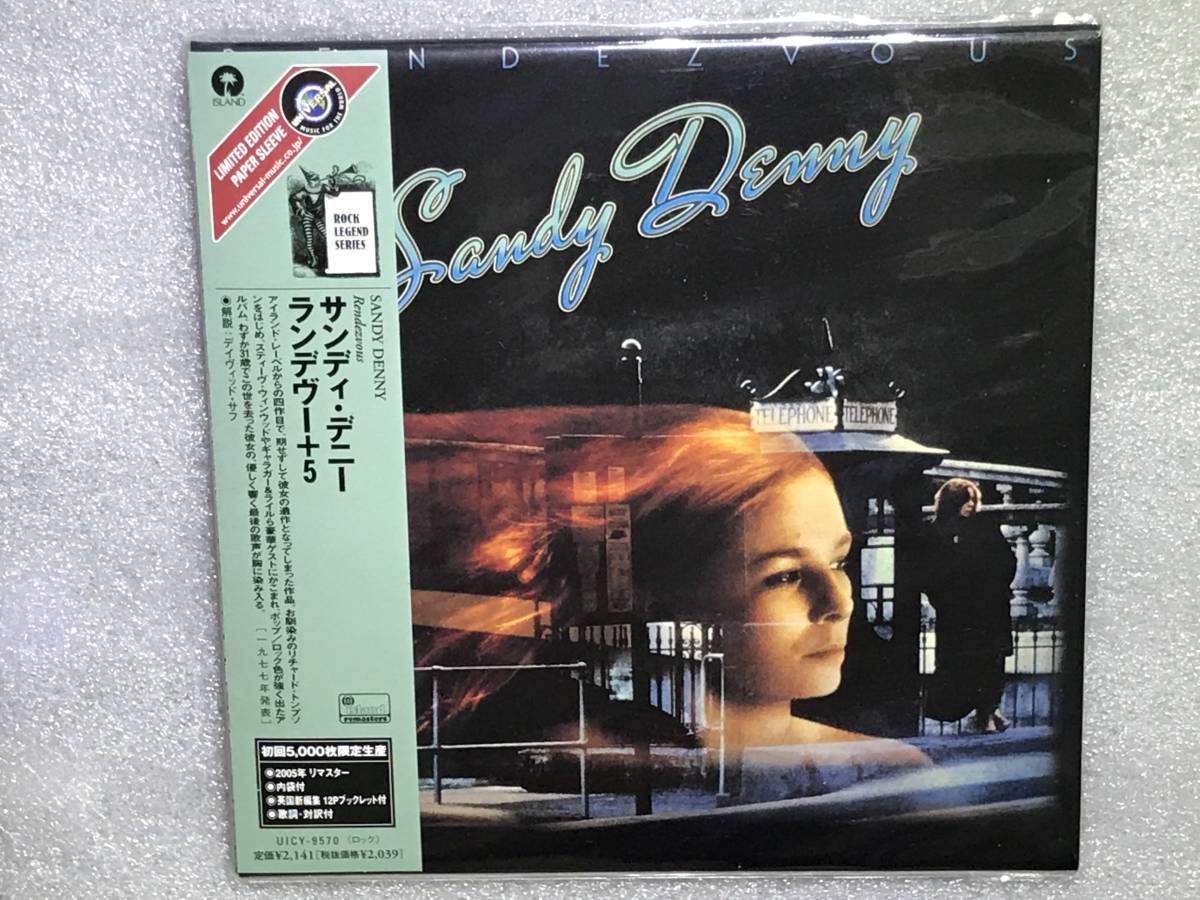 RENDEZVOUS
Sandy Denny
TELEPHONE
TELEPHONE
ISLAND
LIMITED EDITION
PAPER SLEEVE
www.universal-music.co.jp/
UNIVERSAL
MUSIC FOR THE WORLD
ROCK
LEGEND
SERIES
SANDY DENNY
Rendezvous
サンディ・デニー
ランデヴー+5
アイランド・レーベルからの四作目で、期せずして彼女の遺作となってしまった作品。お馴染みのリチャード・トンプソ
ンをはじめ、スティーヴ・ウィンウッドやギャラガー&ライルら豪華ゲストにかこまれ、ポップ/ロック色が強く出たア
ルバム。わずか31歳でこの世を去った彼女の、優しく響く最後の歌声が胸に染み入る。 [一九七七年発表]
●解説:デイヴィッド・サフ
Island
remasters
初回5,000枚限定生産
●2005年 リマスター
●内袋付
●英国新編集 12Pブックレット付
●歌詞・対訳付
UICY-9570 (ロック)
定価¥2,141[税抜価格¥2,039]